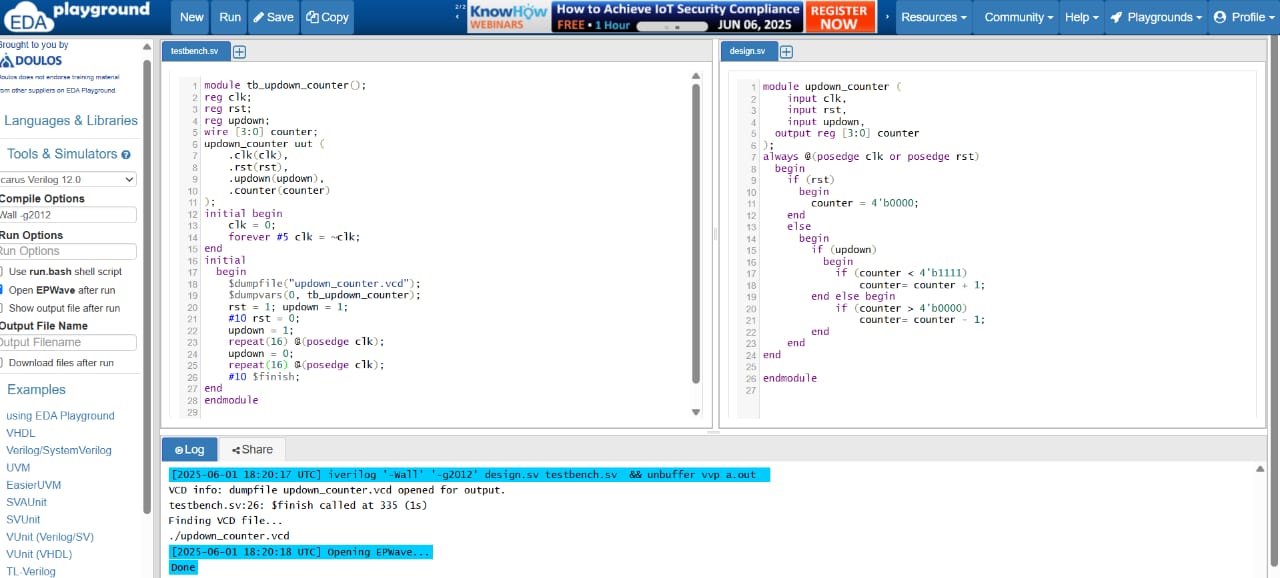 EDA playground
New Run Save Copy
2/2
KnowHow WEBINARS
How to Achieve IoT Security Compliance
FREE • 1 Hour JUN 06, 2025
REGISTER NOW
Resources Community Help Playgrounds Profile
Brought to you by
DOULOS
Doulos does not endorse training material
from other suppliers on EDA Playground.
Languages & Libraries
Tools & Simulators
carus Verilog 12.0
Compile Options
Wall -g2012
Run Options
Run Options
Use run.bash shell script
Open EPWave after run
Show output file after run
Output File Name
Output Filename
Download files after run
Examples
using EDA Playground
VHDL
Verilog/SystemVerilog
UVM
EasierUVM
SVAUnit
SVUnit
VUnit (Verilog/SV)
VUnit (VHDL)
TL-Verilog
testbench.sv
1 module tb_updown_counter();
2 reg clk;
3 reg rst;
4 reg updown;
5 wire [3:0] counter;
6 updown_counter uut (
7 .clk(clk),
8 .rst(rst),
9 .updown(updown),
10 .counter(counter)
11 );
12 initial begin
13 clk = 0;
14 forever #5 clk = ~clk;
15 end
16 initial
17 begin
18 $dumpfile("updown_counter.vcd");
19 $dumpvars(0, tb_updown_counter);
20 rst = 1; updown = 1;
21 #10 rst = 0;
22 updown = 1;
23 repeat(16) @(posedge clk);
24 updown = 0;
25 repeat(16) @(posedge clk);
26 #10 $finish;
27 end
28 endmodule
29
design.sv
1 module updown_counter (
2 input clk,
3 input rst,
4 input updown,
5 output reg [3:0] counter
6 );
7 always @(posedge clk or posedge rst)
8 begin
9 if (rst)
10 begin
11 counter = 4'b0000;
12 end
13 else
14 begin
15 if (updown)
16 begin
17 if (counter < 4'b1111)
18 counter= counter + 1;
19 end else begin
20 if (counter > 4'b0000)
21 counter= counter - 1;
22 end
23 end
24 end
25
26 endmodule
27
Log Share
[2025-06-01 18:20:17 UTC] iverilog '-Wall' '-g2012' design.sv testbench.sv && unbuffer vvp a.out
VCD info: dumpfile updown_counter.vcd opened for output.
testbench.sv:26: $finish called at 335 (1s)
Finding VCD file...
./updown_counter.vcd
[2025-06-01 18:20:18 UTC] Opening EPWave...
Done